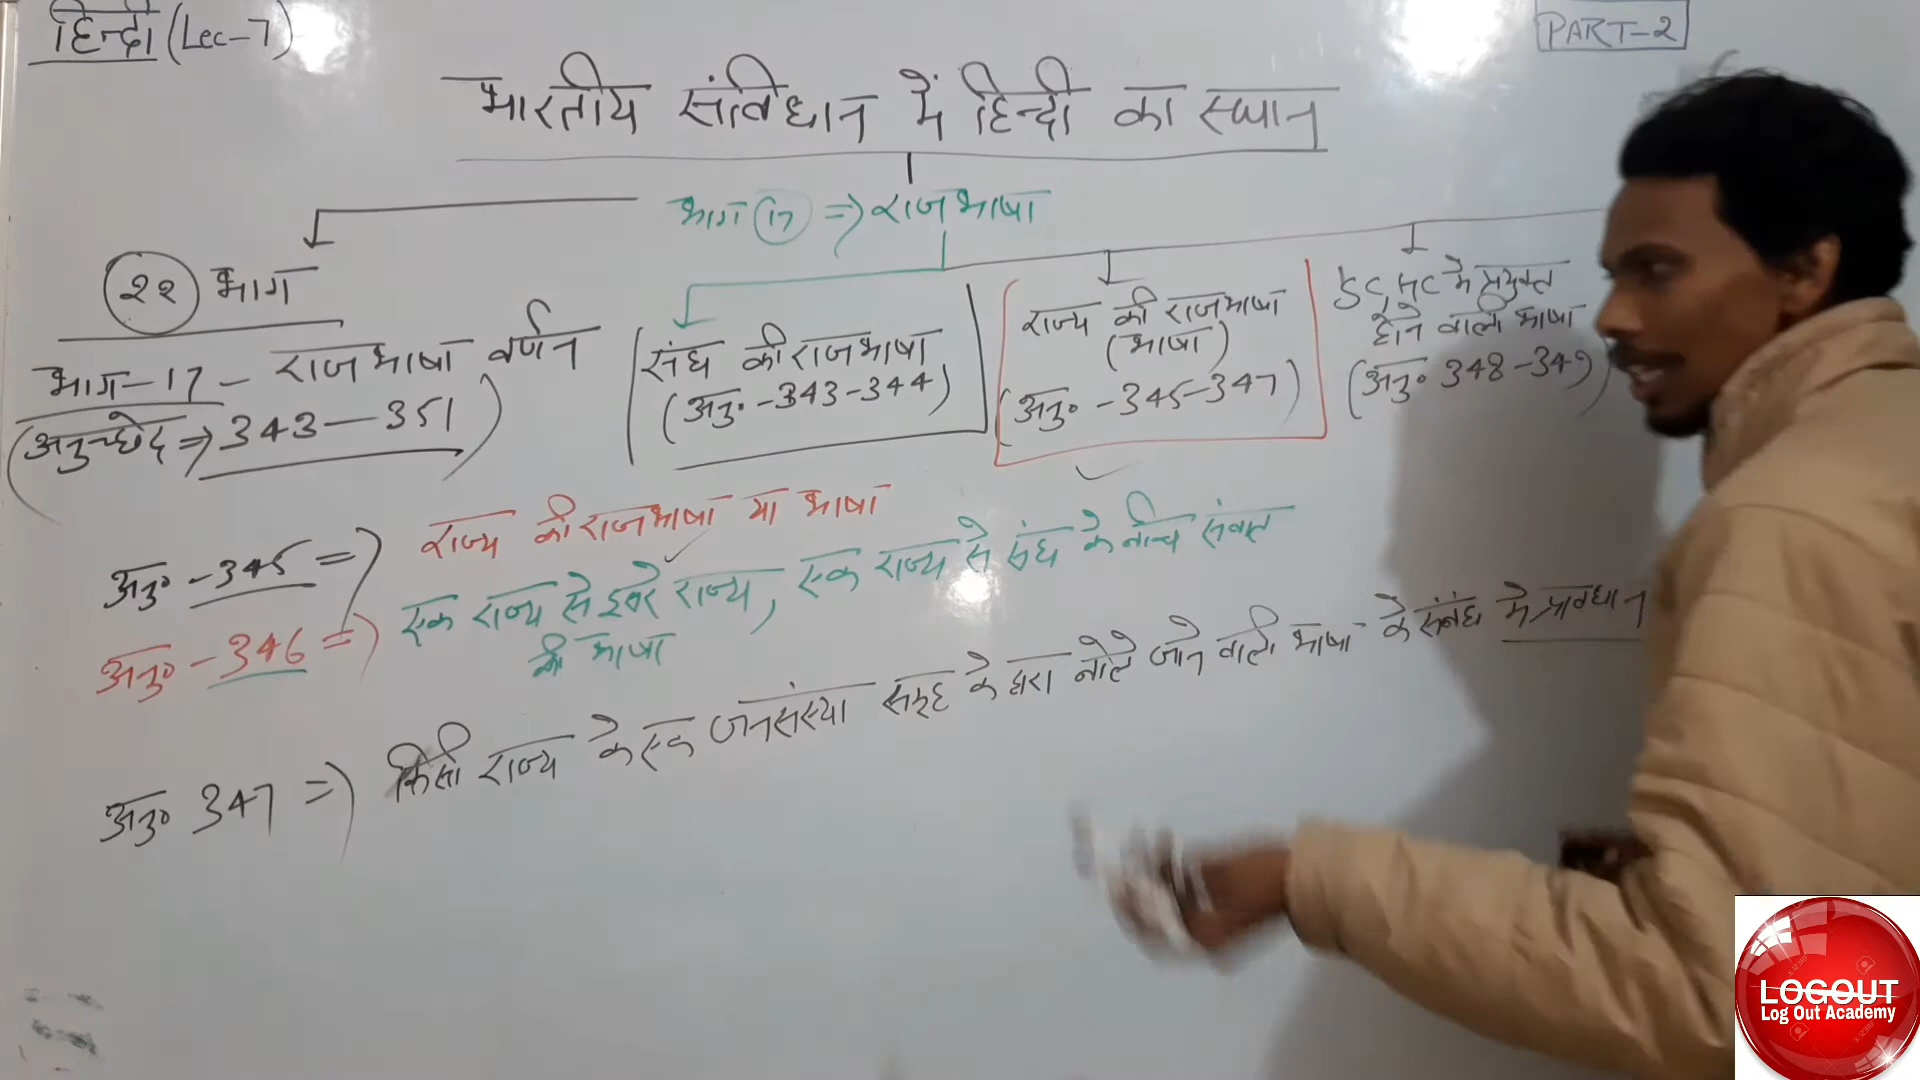 हिन्दी (Lec-7)
PART-2
भारतीय संविधान में हिन्दी का स्थान
भाग 17 => राजभाषा
22 भाग
भाग-17 - राजभाषा वर्णन
(अनुच्छेद => 343-351)
संघ की राजभाषा
(अनु० -343-344)
राज्य की राजभाषा
(भाषा)
(अनु० -345-347)
SC, HC में प्रयुक्त
होने वाली भाषा
(अनु० 348-349)
अनु० -345 => राज्य की राजभाषा या भाषा
अनु० -346 => एक राज्य से दूसरे राज्य, एक राज्य से संघ के बीच संवाद
की भाषा
अनु० 347 => किसी राज्य के एक जनसंख्या समूह के द्वारा बोले जाने वाली भाषा के संबंध में प्रावधान
LOGOUT
Log Out Academy